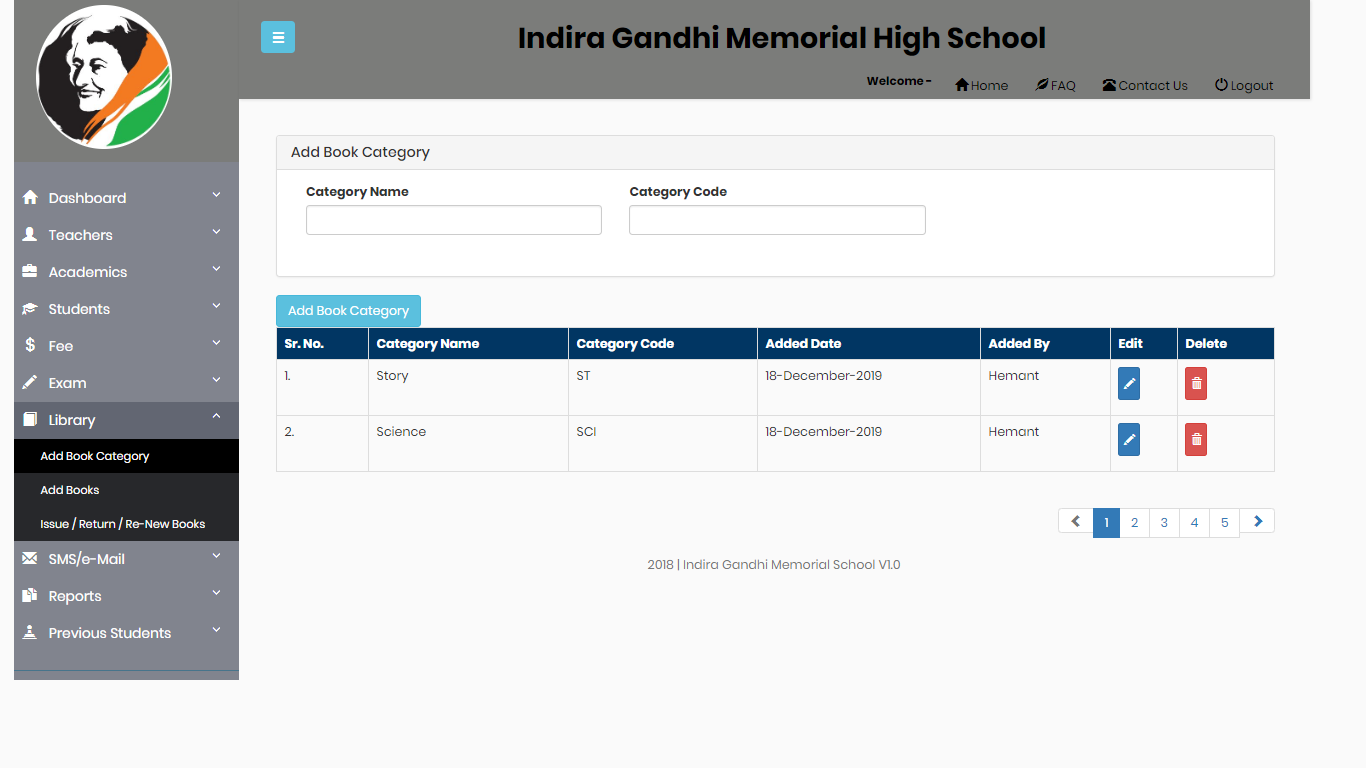 Indira Gandhi Memorial High School
Welcome -
Home FAQ Contact Us Logout
Dashboard
Teachers
Academics
Students
Fee
Exam
Library
Add Book Category
Add Books
Issue / Return / Re-New Books
SMS/e-Mail
Reports
Previous Students
Add Book Category
Category Name Category Code
Add Book Category
Sr. No. Category Name Category Code Added Date Added By Edit Delete
1. Story ST 18-December-2019 Hemant
2. Science SCI 18-December-2019 Hemant
1 2 3 4 5
2018 | Indira Gandhi Memorial School V1.0